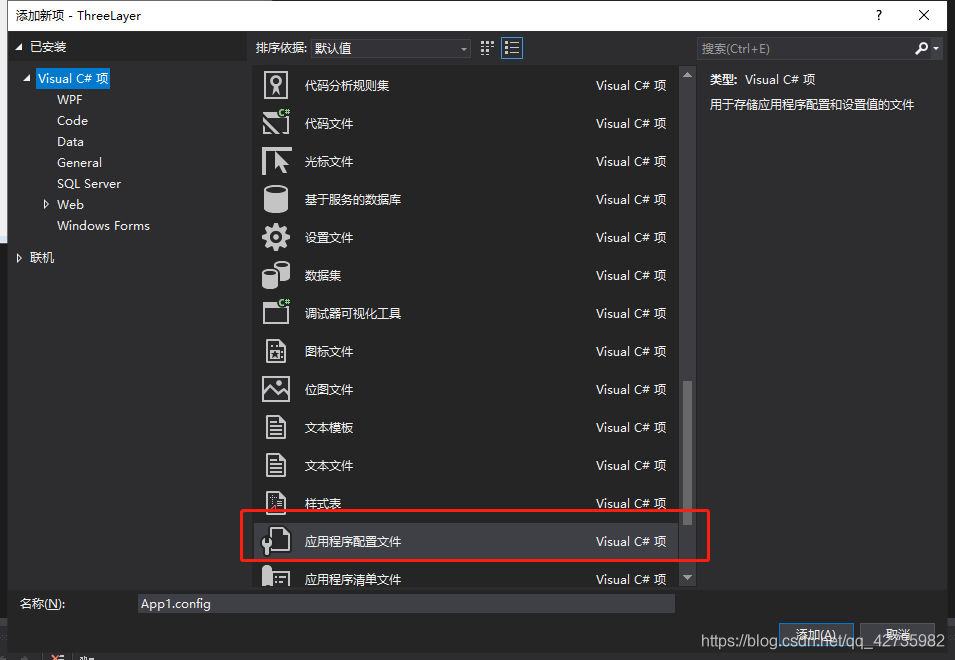 添加新项 - ThreeLayer
?
已安装
排序依据: 默认值
搜索(Ctrl+E)
Visual C# 项
WPF
Code
Data
General
SQL Server
Web
Windows Forms
联机
代码分析规则集 Visual C# 项
代码文件 Visual C# 项
光标文件 Visual C# 项
基于服务的数据库 Visual C# 项
设置文件 Visual C# 项
数据集 Visual C# 项
调试器可视化工具 Visual C# 项
图标文件 Visual C# 项
位图文件 Visual C# 项
文本模板 Visual C# 项
文本文件 Visual C# 项
样式表 Visual C# 项
应用程序配置文件 Visual C# 项
应用程序清单文件 Visual C# 项
类型: Visual C# 项
用于存储应用程序配置和设置值的文件
名称(N): App1.config
添加(A) 取消
https://blog.csdn.net/qq_42735982